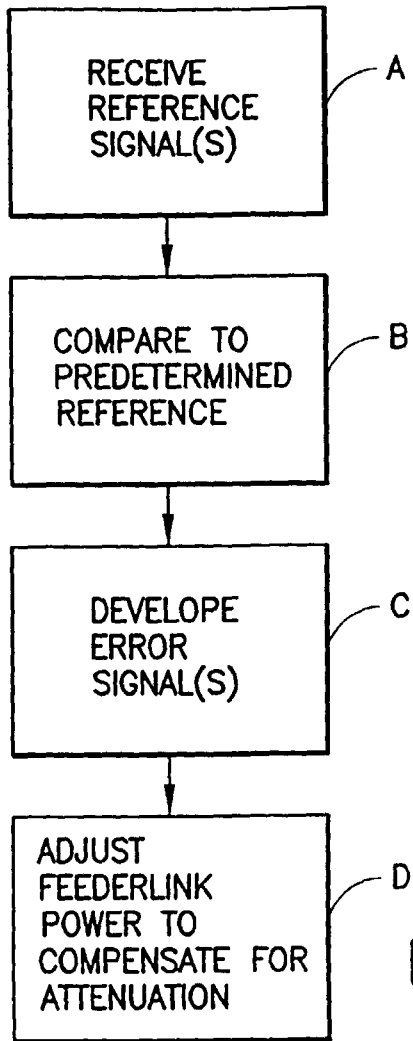 RECEIVE
REFERENCE
SIGNAL(S)
A
COMPARE TO
PREDETERMINED
REFERENCE
B
DEVELOPE
ERROR
SIGNAL(S)
C
ADJUST
FEEDERLINK
POWER TO
COMPENSATE FOR
ATTENUATION
D